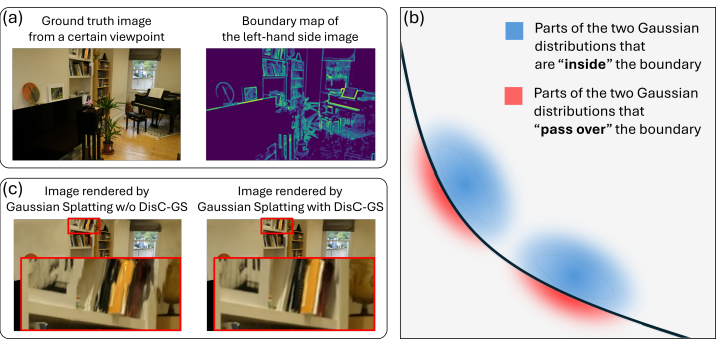 (a)
Ground truth image
from a certain viewpoint
Boundary map of
the left-hand side image
(b)
Parts of the two Gaussian
distributions that
are “inside” the boundary
Parts of the two Gaussian
distributions that
“pass over” the boundary
(c)
Image rendered by
Gaussian Splatting w/o DisC-GS
Image rendered by
Gaussian Splatting with DisC-GS